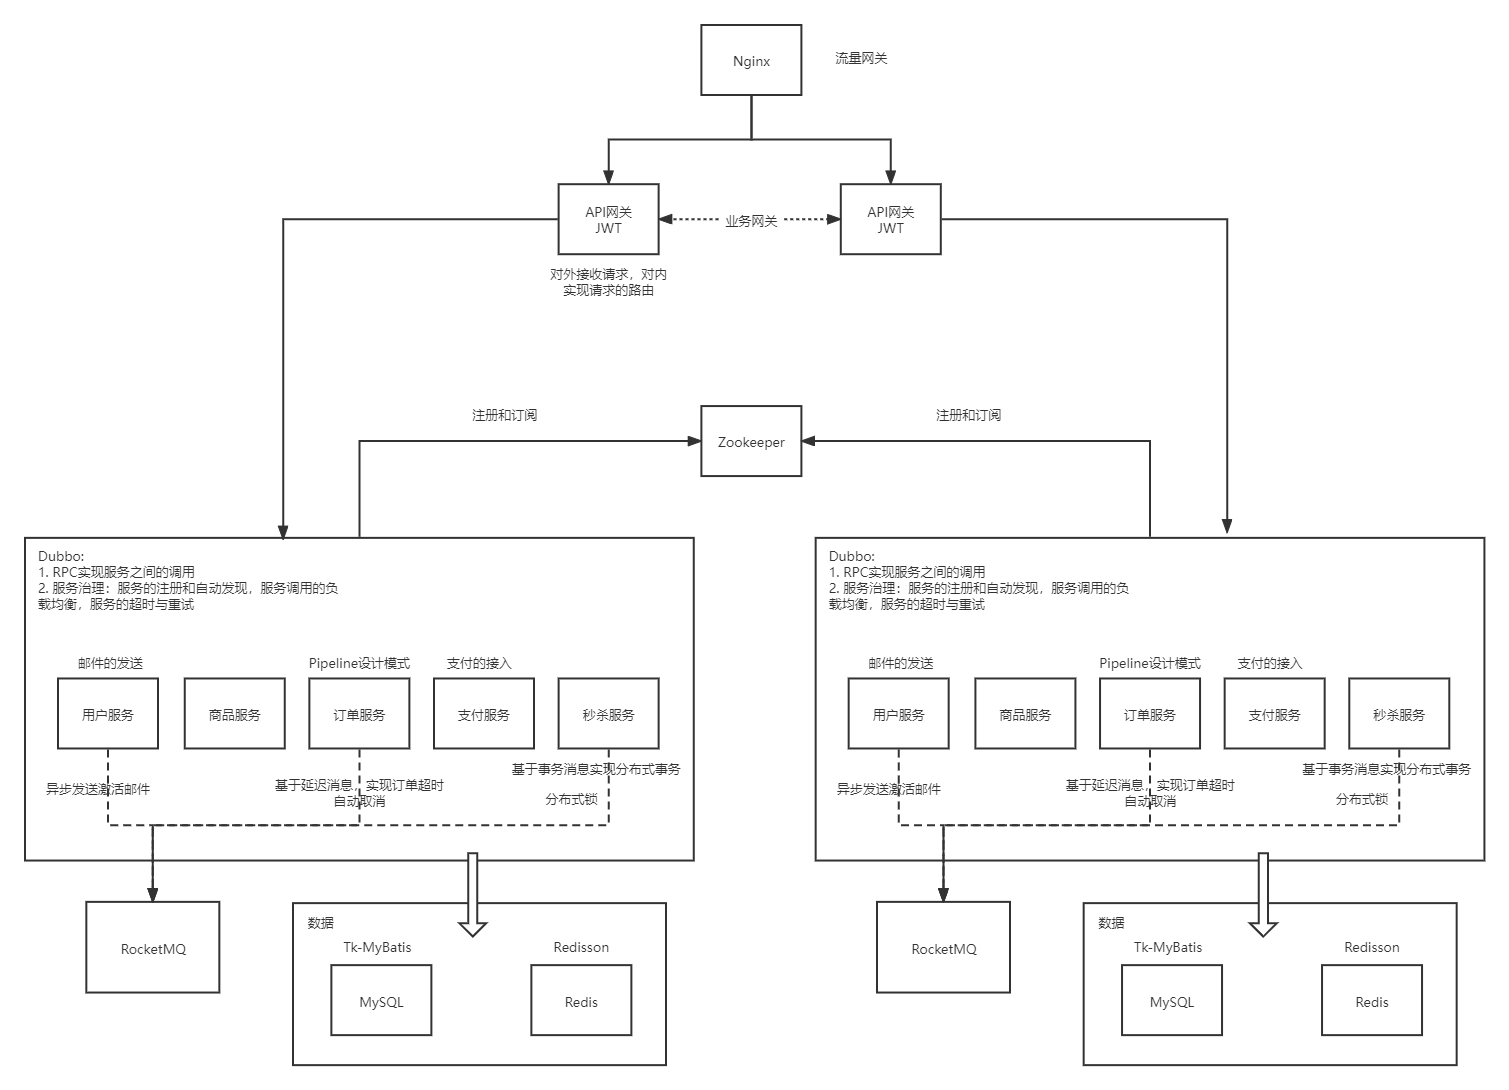 Nginx
流量网关
API网关
JWT
业务网关
API网关
JWT
对外接收请求，对内
实现请求的路由
注册和订阅
注册和订阅
Zookeeper
Dubbo:
1. RPC实现服务之间的调用
2. 服务治理：服务的注册和自动发现，服务调用的负
载均衡，服务的超时与重试
邮件的发送
Pipeline设计模式
支付的接入
用户服务
商品服务
订单服务
支付服务
秒杀服务
异步发送激活邮件
基于延迟消息，实现订单超时
自动取消
基于事务消息实现分布式事务
分布式锁
RocketMQ
数据
Tk-MyBatis
Redisson
MySQL
Redis
Dubbo:
1. RPC实现服务之间的调用
2. 服务治理：服务的注册和自动发现，服务调用的负
载均衡，服务的超时与重试
邮件的发送
Pipeline设计模式
支付的接入
用户服务
商品服务
订单服务
支付服务
秒杀服务
异步发送激活邮件
基于延迟消息，实现订单超时
自动取消
基于事务消息实现分布式事务
分布式锁
RocketMQ
数据
Tk-MyBatis
Redisson
MySQL
Redis